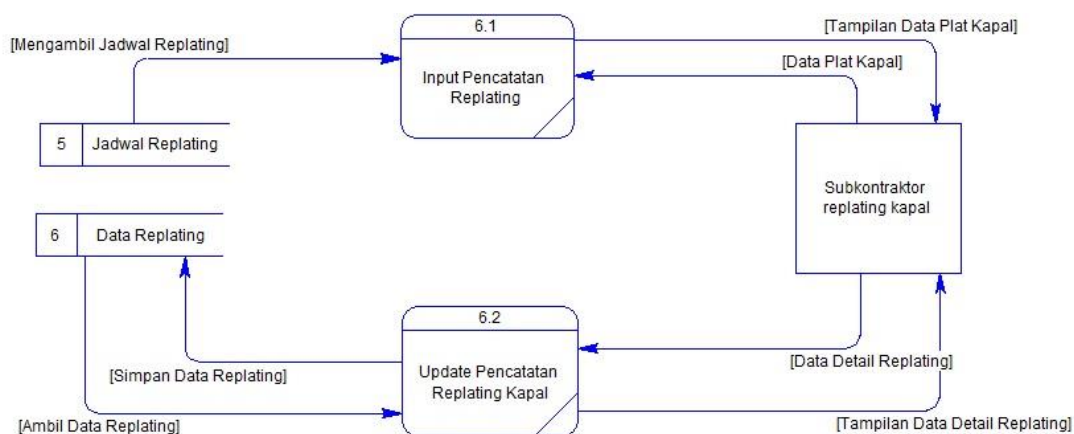 6.1
[Tampilan Data Plat Kapal]
[Mengambil Jadwal Replating]
[Data Plat Kapal]
Input Pencatatan
Replating
5
Jadwal Replating
Subkontraktor
replating kapal
6
Data Replating
6.2
[Data Detail Replating]
[Simpan Data Replating]
Update Pencatatan
Replating Kapal
[Ambil Data Replating]
[Tampilan Data Detail Replating]